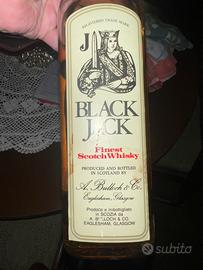 REGISTERED TRADE MARK
J
BLACK
JACK
Finest
Scotch Whisky
PRODUCED AND BOTTLED
IN SCOTLAND BY
A. Bulloch & Co.
Eaglesham, Glasgow
Prodotto e imbottigliato
in SCOZIA da
A. BULLOCH & CO.
EAGLESHAM, GLASGOW
subito